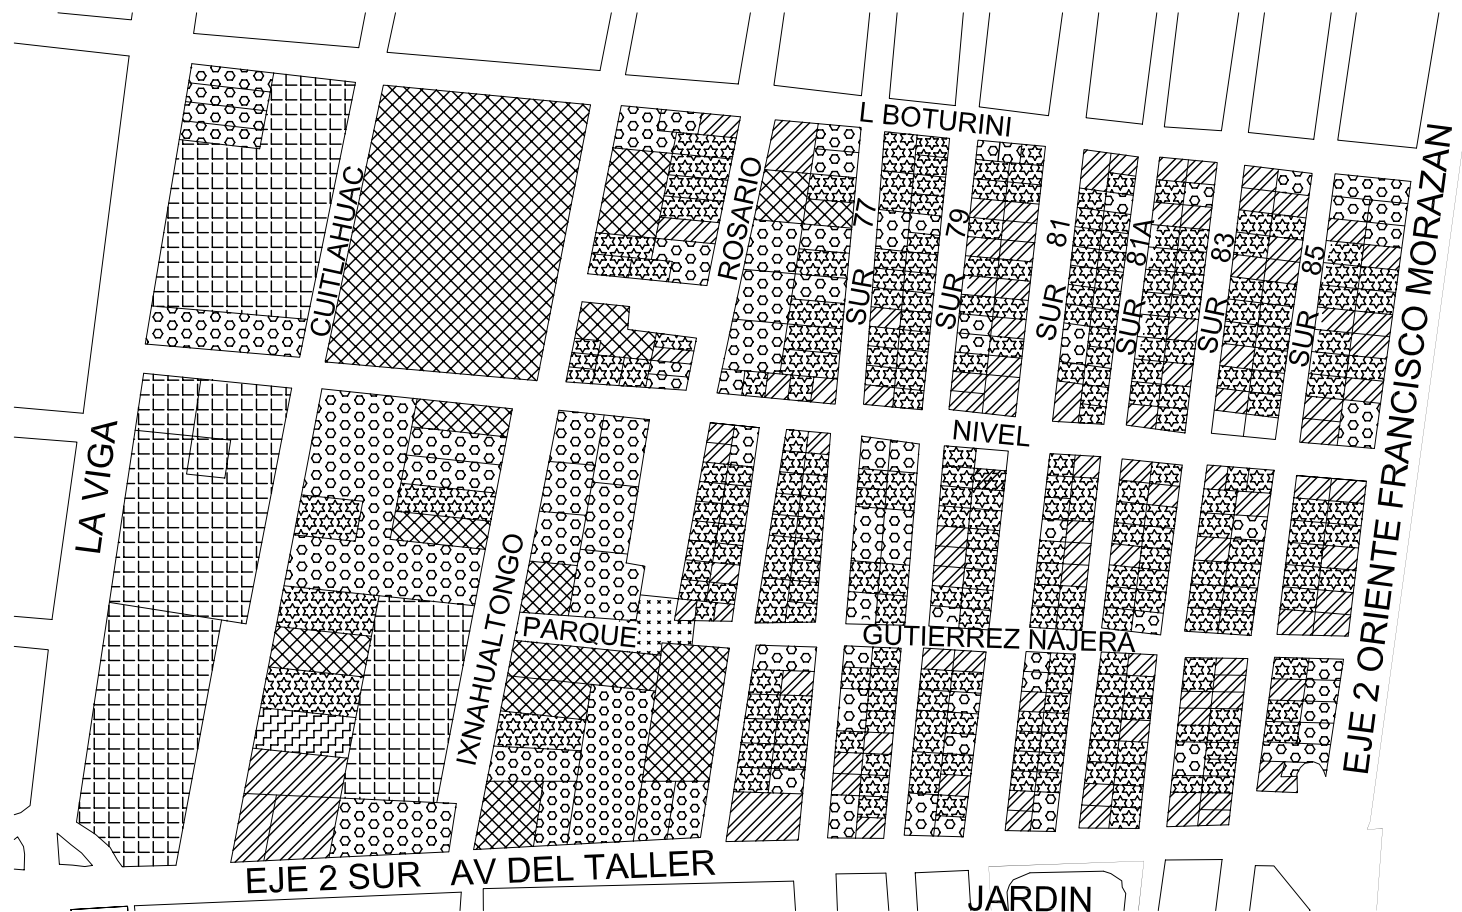 L BOTURINI
CUITLAHUAC
ROSARIO
SUR 77
SUR 79
SUR 81
SUR 81A
SUR 83
SUR 85
EJE 2 ORIENTE FRANCISCO MORAZAN
LA VIGA
NIVEL
IXNAHUALTONGO
PARQUE
GUTIERREZ NAJERA
EJE 2 SUR AV DEL TALLER
JARDIN